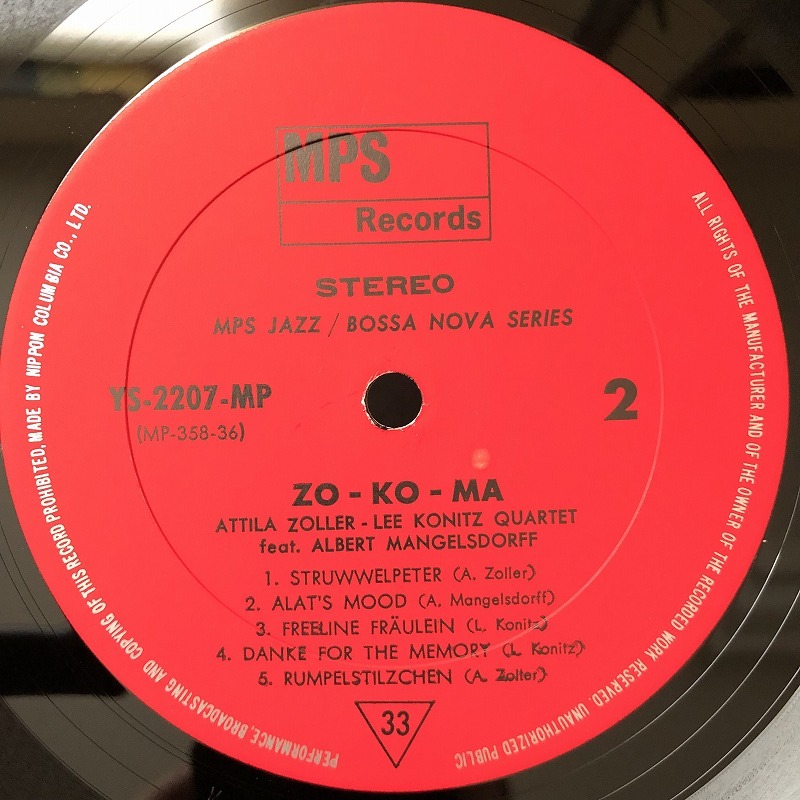 MPS
Records
STEREO
MPS JAZZ / BOSSA NOVA SERIES
YS-2207-MP
(MP-358-36)
2
ZO - KO - MA
ATTILA ZOLLER - LEE KONITZ QUARTET
feat. ALBERT MANGELSDORFF
1. STRUWWELPETER (A. Zoller)
2. ALAT'S MOOD (A. Mangelsdorff)
3. FREELINE FRÄULEIN (L. Konitz)
4. DANKE FOR THE MEMORY (L. Konitz)
5. RUMPELSTILZCHEN (A. Zoller)
33
ALL RIGHTS OF THE MANUFACTURER AND OF THE OWNER OF THE RECORDED WORK RESERVED UNAUTHORIZED PUBLIC
PERFORMANCE, BROADCASTING AND COPYING OF THIS RECORD PROHIBITED, MADE BY NIPPON COLUMBIA CO., LTD.